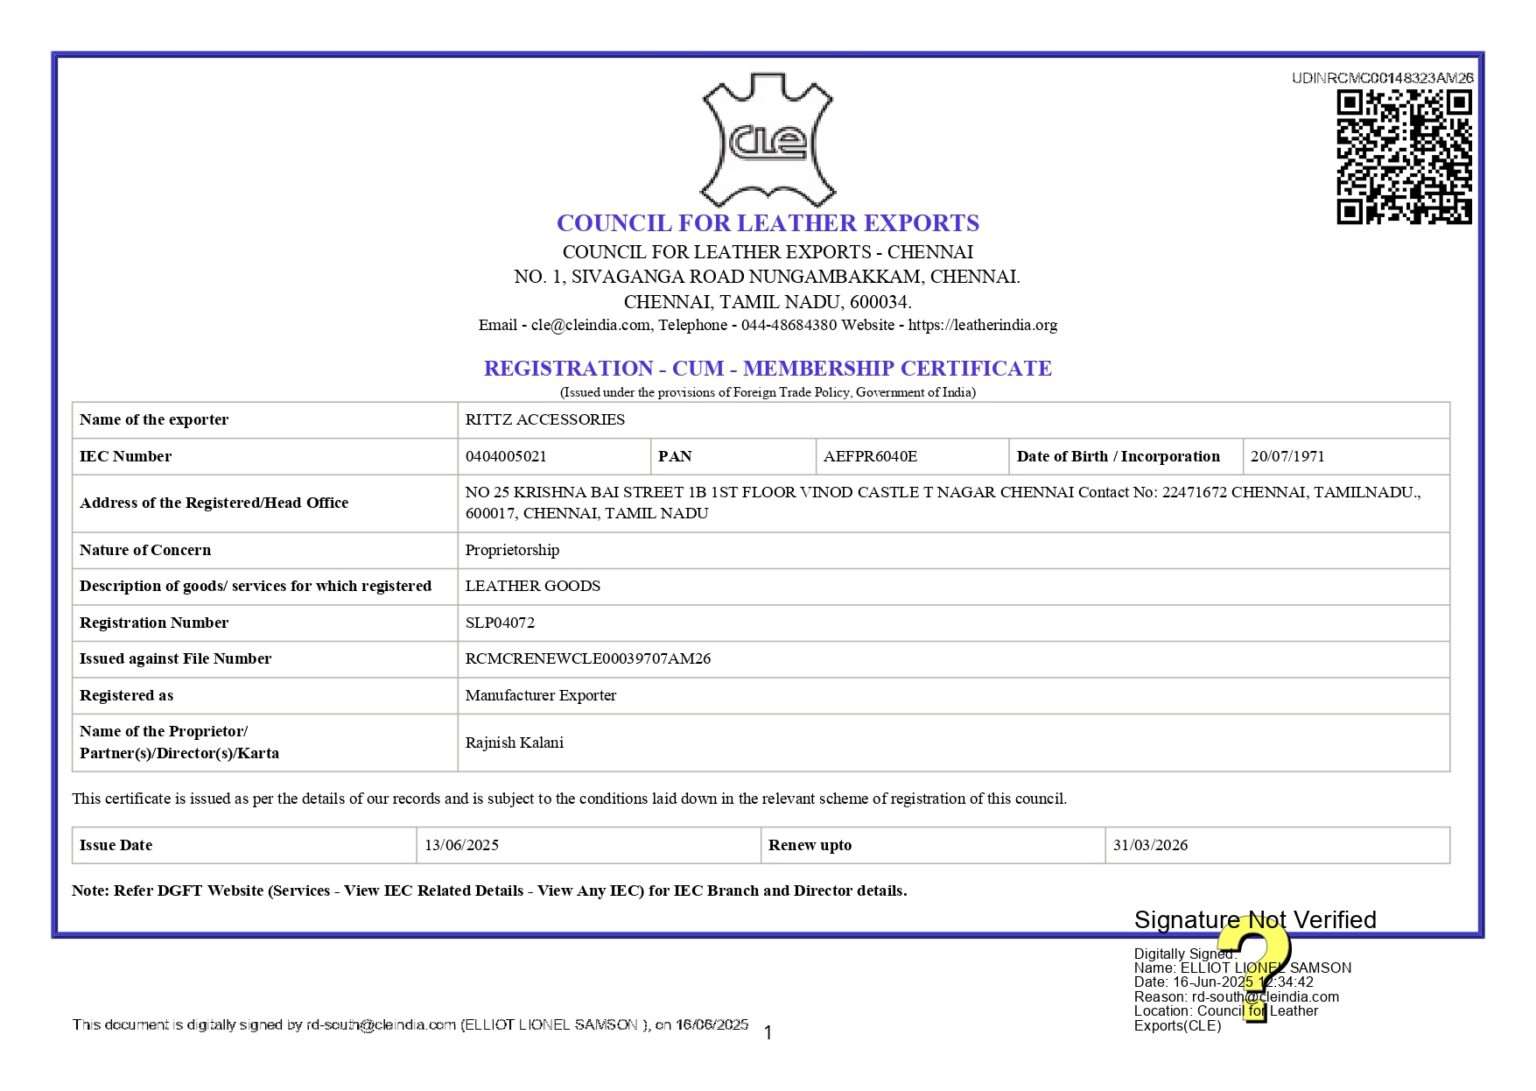 UDINRCMC00148323AM26
CLE
COUNCIL FOR LEATHER EXPORTS
COUNCIL FOR LEATHER EXPORTS - CHENNAI
NO. 1, SIVAGANGA ROAD NUNGAMBAKKAM, CHENNAI.
CHENNAI, TAMIL NADU, 600034.
Email - cle@cleindia.com, Telephone - 044-48684380 Website - https://leatherindia.org
REGISTRATION - CUM - MEMBERSHIP CERTIFICATE
(Issued under the provisions of Foreign Trade Policy, Government of India)
Name of the exporter RITTZ ACCESSORIES
IEC Number 0404005021 PAN AEFPR6040E Date of Birth / Incorporation 20/07/1971
Address of the Registered/Head Office NO 25 KRISHNA BAI STREET 1B 1ST FLOOR VINOD CASTLE T NAGAR CHENNAI Contact No: 22471672 CHENNAI, TAMILNADU.,
600017, CHENNAI, TAMIL NADU
Nature of Concern Proprietorship
Description of goods/ services for which registered LEATHER GOODS
Registration Number SLP04072
Issued against File Number RCMCRENEWCLE00039707AM26
Registered as Manufacturer Exporter
Name of the Proprietor/
Partner(s)/Director(s)/Karta Rajnish Kalani
This certificate is issued as per the details of our records and is subject to the conditions laid down in the relevant scheme of registration of this council.
Issue Date 13/06/2025 Renew upto 31/03/2026
Note: Refer DGFT Website (Services - View IEC Related Details - View Any IEC) for IEC Branch and Director details.
Signature Not Verified
Digitally Signed.
Name: ELLIOT LIONEL SAMSON
Date: 16-Jun-2025 12:34:42
Reason: rd-south@cleindia.com
Location: Council for Leather
Exports(CLE)
This document is digitally signed by rd-south@cleindia.com (ELLIOT LIONEL SAMSON ), on 16/06/2025
1